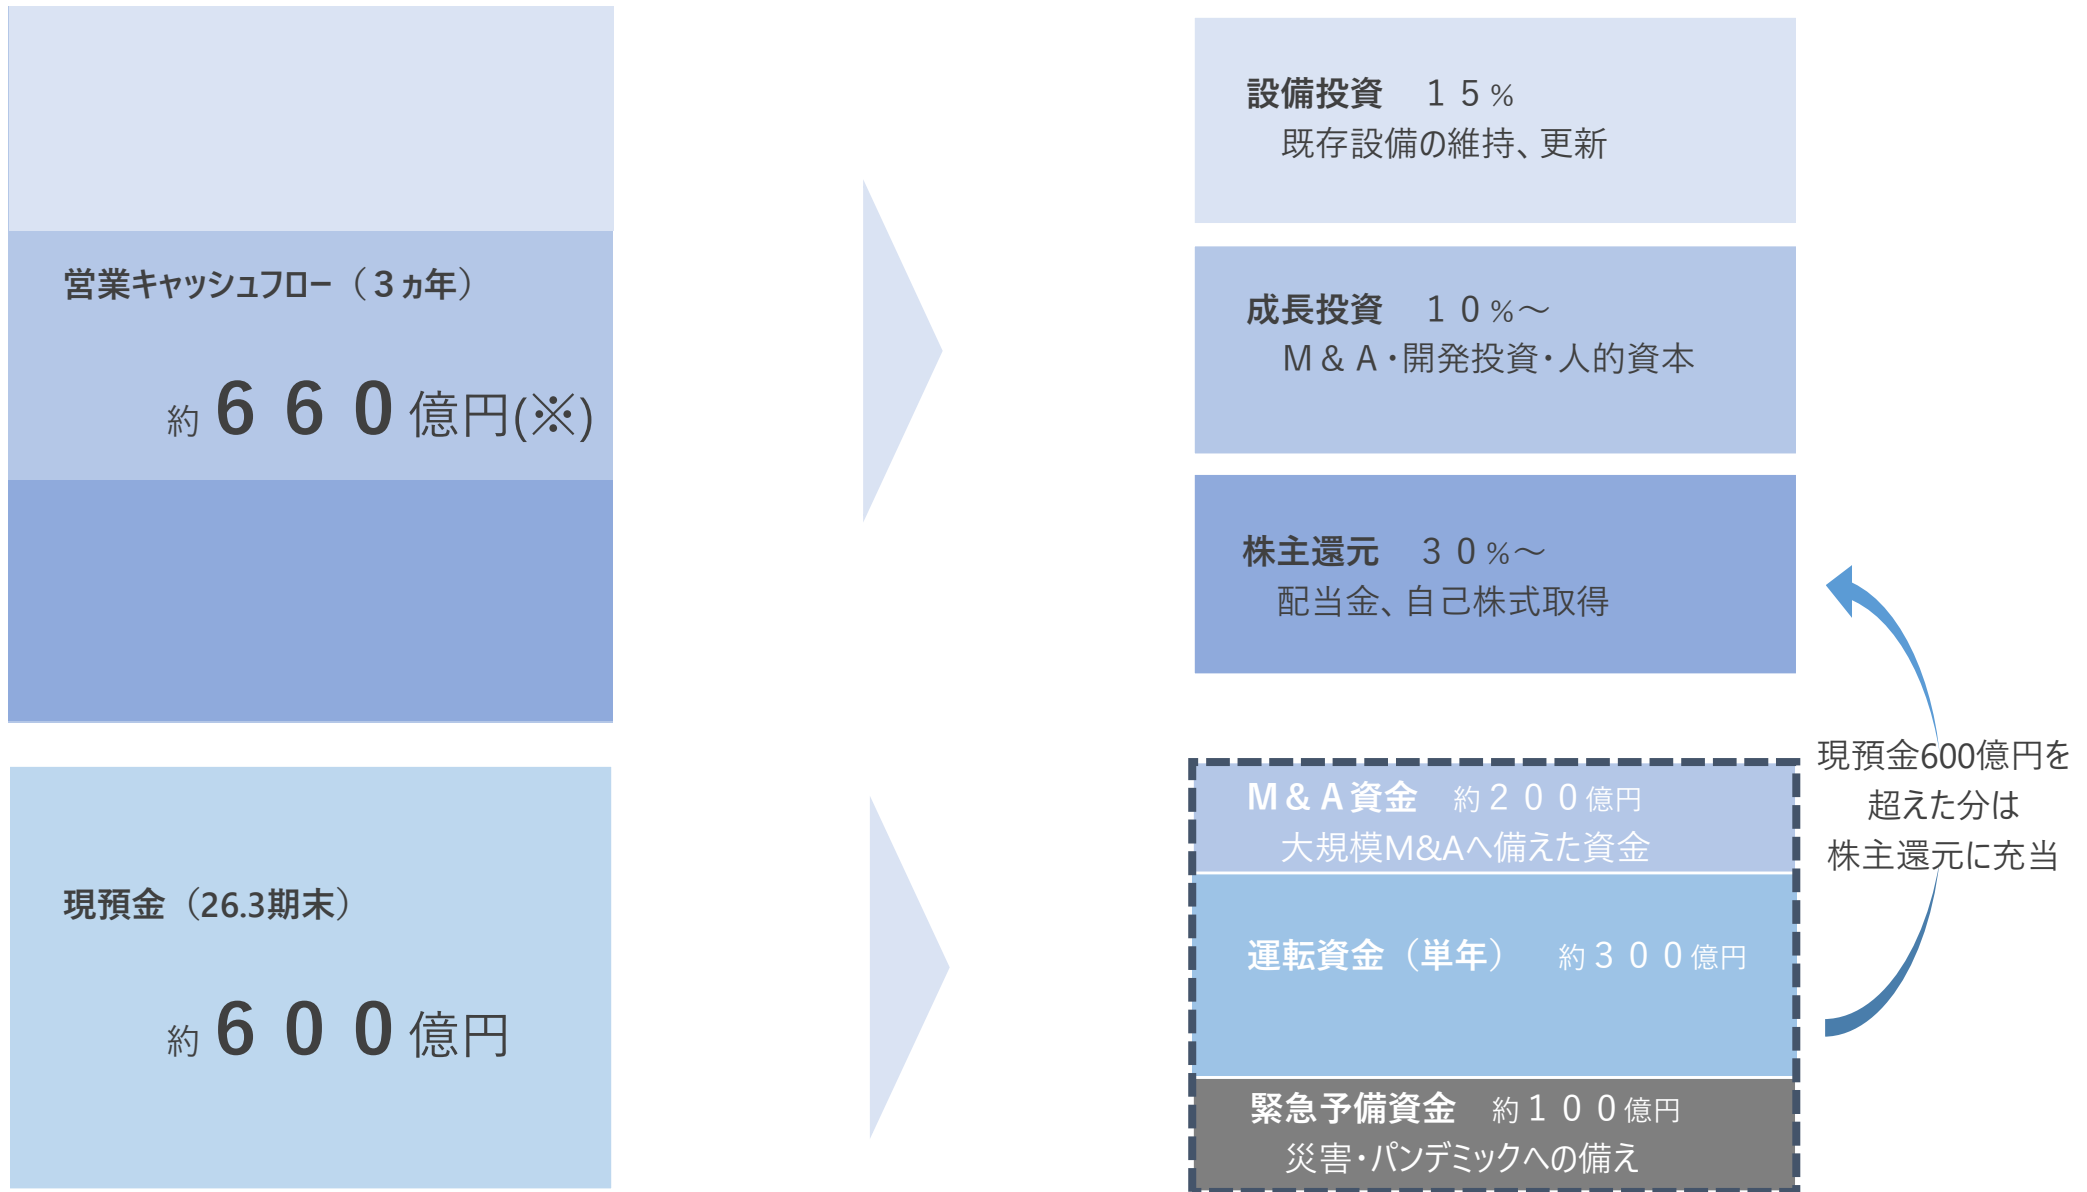 営業キャッシュフロー（３ヵ年）
約６６０億円(※)
現預金（26.3期末）
約６００億円
設備投資　１５%
既存設備の維持、更新
成長投資　１０%～
Ｍ＆Ａ・開発投資・人的資本
株主還元　３０%～
配当金、自己株式取得
Ｍ＆Ａ資金　約２００億円
大規模M&Aへ備えた資金
運転資金（単年）　約３００億円
緊急予備資金　約１００億円
災害・パンデミックへの備え
現預金600億円を
超えた分は
株主還元に充当